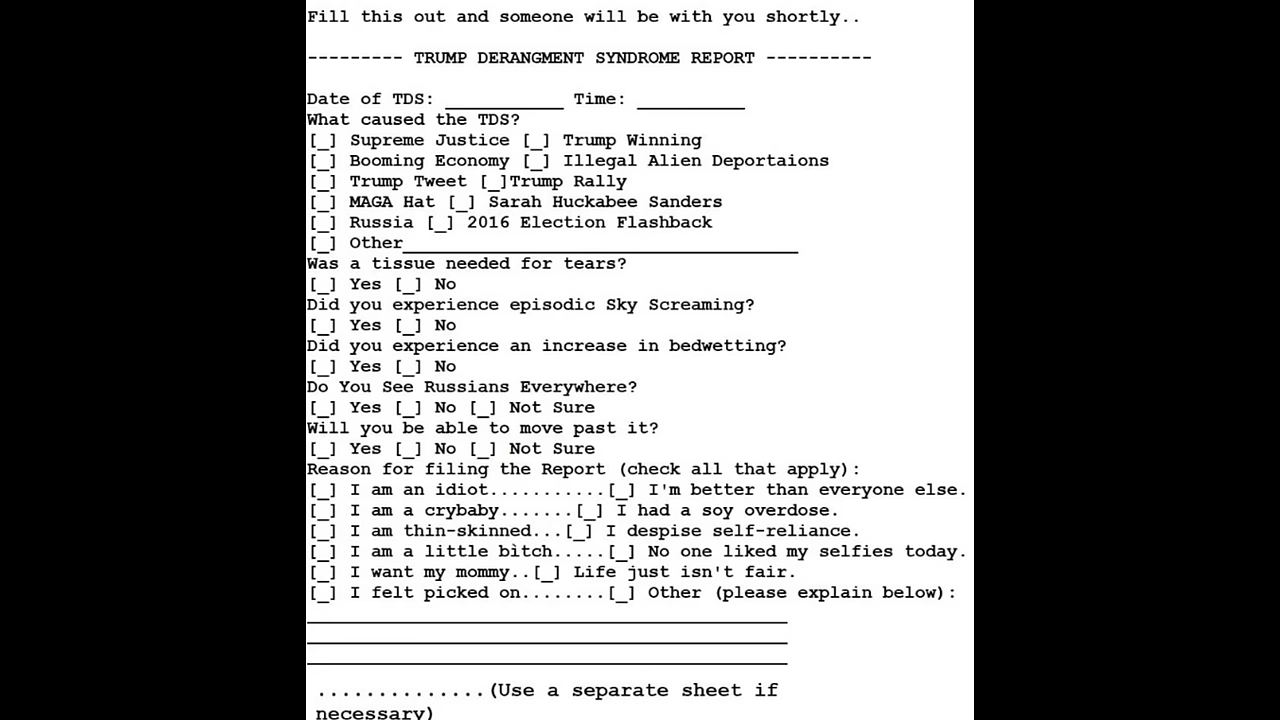 Fill this out and someone will be with you shortly..
--------- TRUMP DERANGMENT SYNDROME REPORT ----------
Date of TDS: ___________ Time: __________
What caused the TDS?
[_] Supreme Justice [_] Trump Winning
[_] Booming Economy [_] Illegal Alien Deportaions
[_] Trump Tweet [_]Trump Rally
[_] MAGA Hat [_] Sarah Huckabee Sanders
[_] Russia [_] 2016 Election Flashback
[_] Other_____________________________________
Was a tissue needed for tears?
[_] Yes [_] No
Did you experience episodic Sky Screaming?
[_] Yes [_] No
Did you experience an increase in bedwetting?
[_] Yes [_] No
Do You See Russians Everywhere?
[_] Yes [_] No [_] Not Sure
Will you be able to move past it?
[_] Yes [_] No [_] Not Sure
Reason for filing the Report (check all that apply):
[_] I am an idiot...........[_] I'm better than everyone else.
[_] I am a crybaby.......[_] I had a soy overdose.
[_] I am thin-skinned...[_] I despise self-reliance.
[_] I am a little bìtch.....[_] No one liked my selfies today.
[_] I want my mommy..[_] Life just isn't fair.
[_] I felt picked on........[_] Other (please explain below):
_____________________________________________
_____________________________________________
_____________________________________________
..............(Use a separate sheet if
necessary)